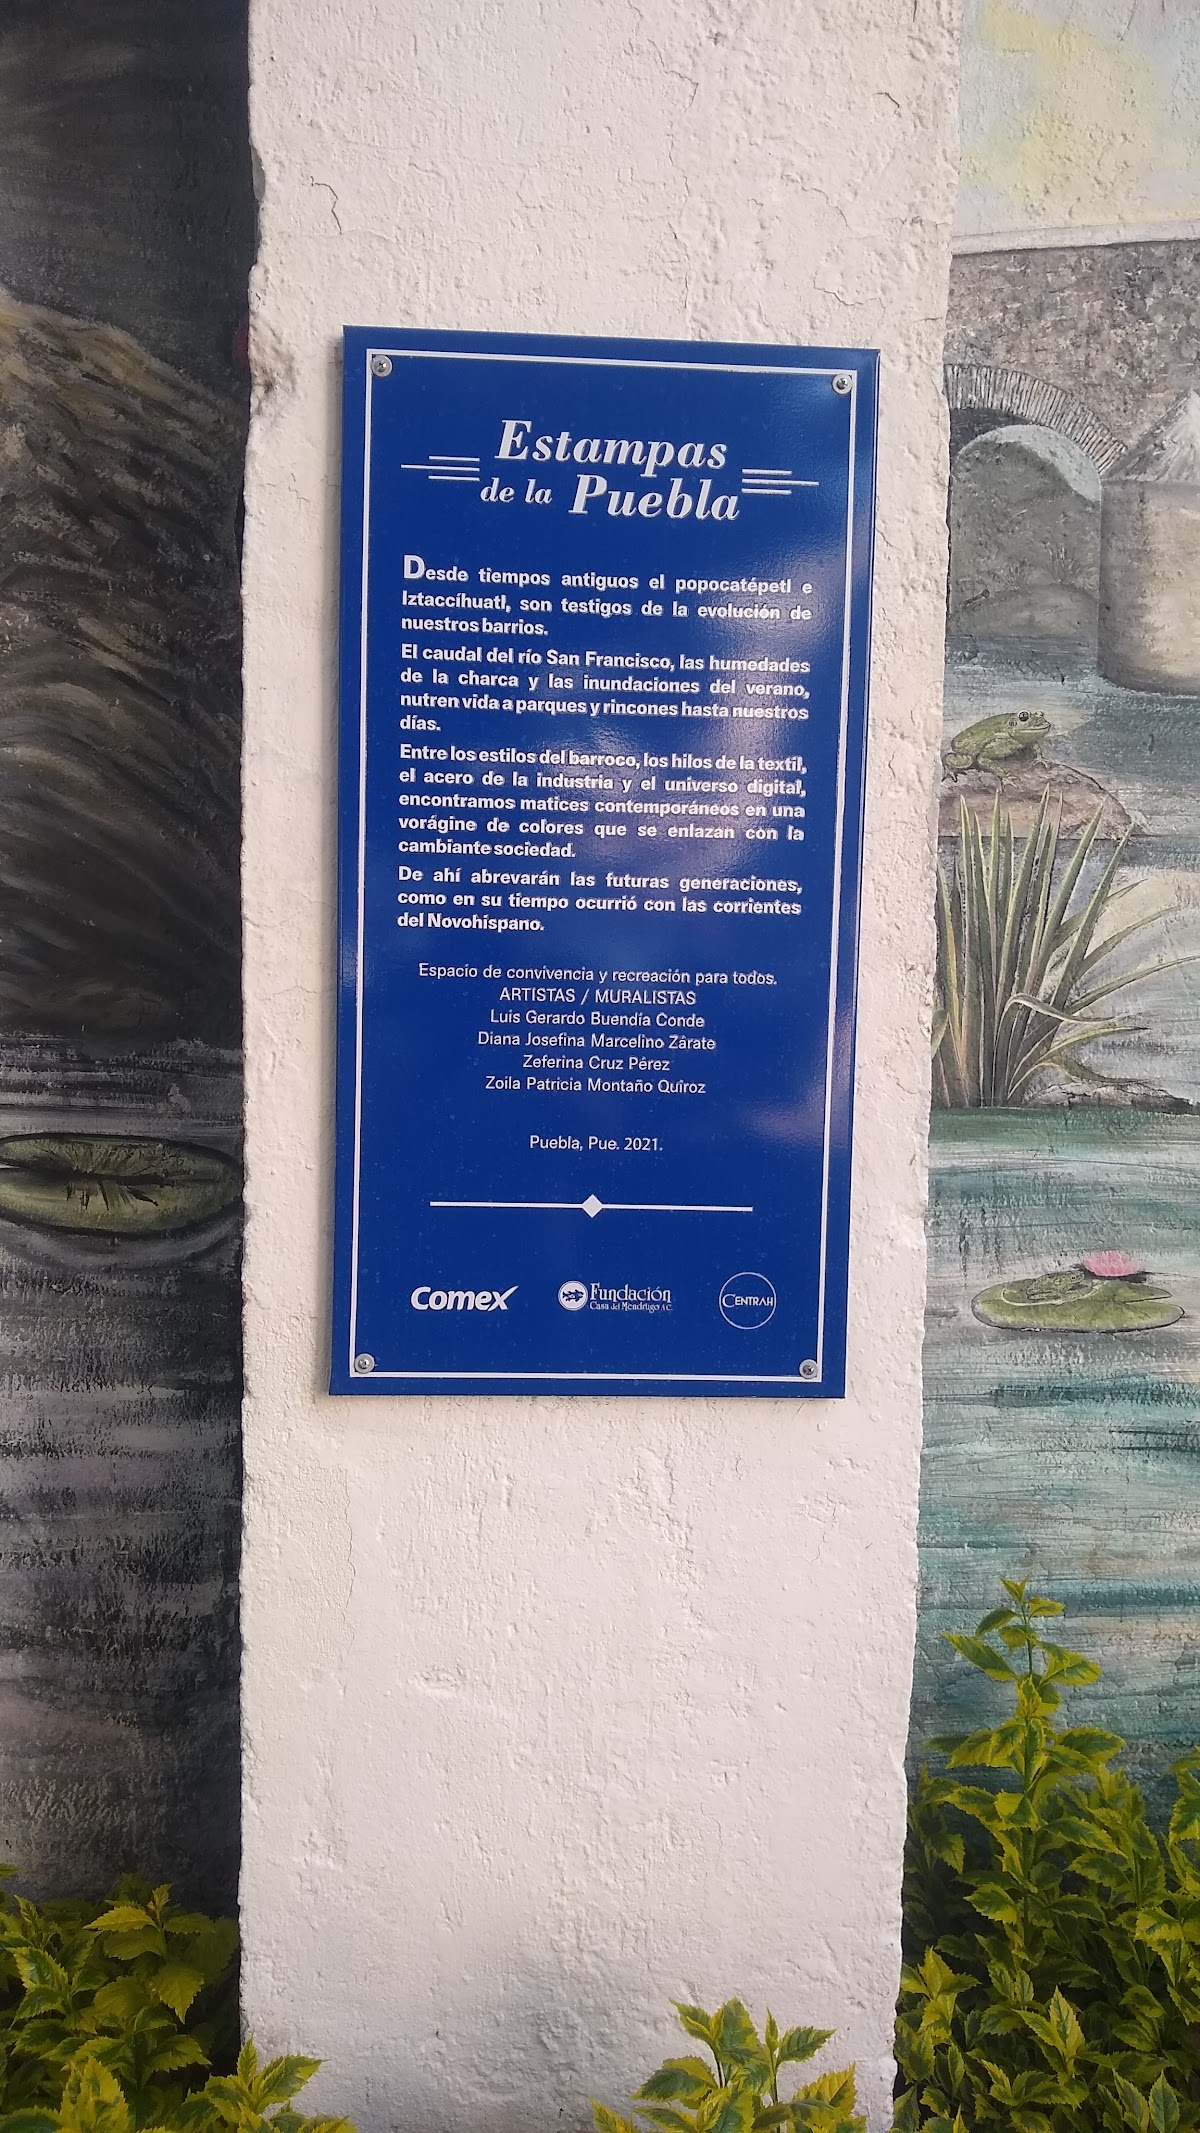 Estampas
de la Puebla
Desde tiempos antiguos el popocatépetl e
Iztaccíhuatl, son testigos de la evolución de
nuestros barrios.
El caudal del río San Francisco, las humedades
de la charca y las inundaciones del verano,
nutren vida a parques y rincones hasta nuestros
días.
Entre los estilos del barroco, los hilos de la textil,
el acero de la industria y el universo digital,
encontramos matices contemporáneos en una
vorágine de colores que se enlazan con la
cambiante sociedad.
De ahí abrevarán las futuras generaciones,
como en su tiempo ocurrió con las corrientes
del Novohispano.
Espacio de convivencia y recreación para todos.
ARTISTAS / MURALISTAS
Luis Gerardo Buendía Conde
Diana Josefina Marcelino Zárate
Zeferina Cruz Pérez
Zoila Patricia Montaño Quiroz
Puebla, Pue. 2021.
comex Fundación CENTRAH
Casa del Mendrugo A.C.